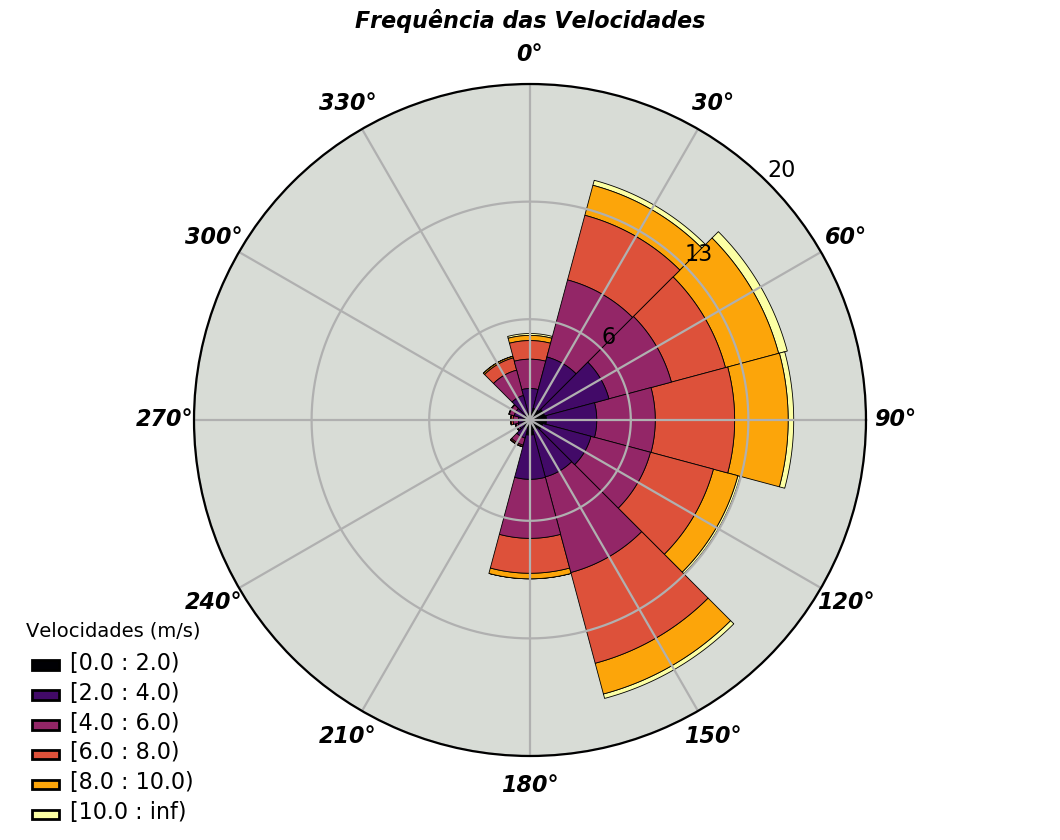 Frequência das Velocidades
0°
330°
30°
20
300°
60°
13
6
270°
90°
240°
120°
210°
150°
180°
Velocidades (m/s)
[0.0 : 2.0)
[2.0 : 4.0)
[4.0 : 6.0)
[6.0 : 8.0)
[8.0 : 10.0)
[10.0 : inf)